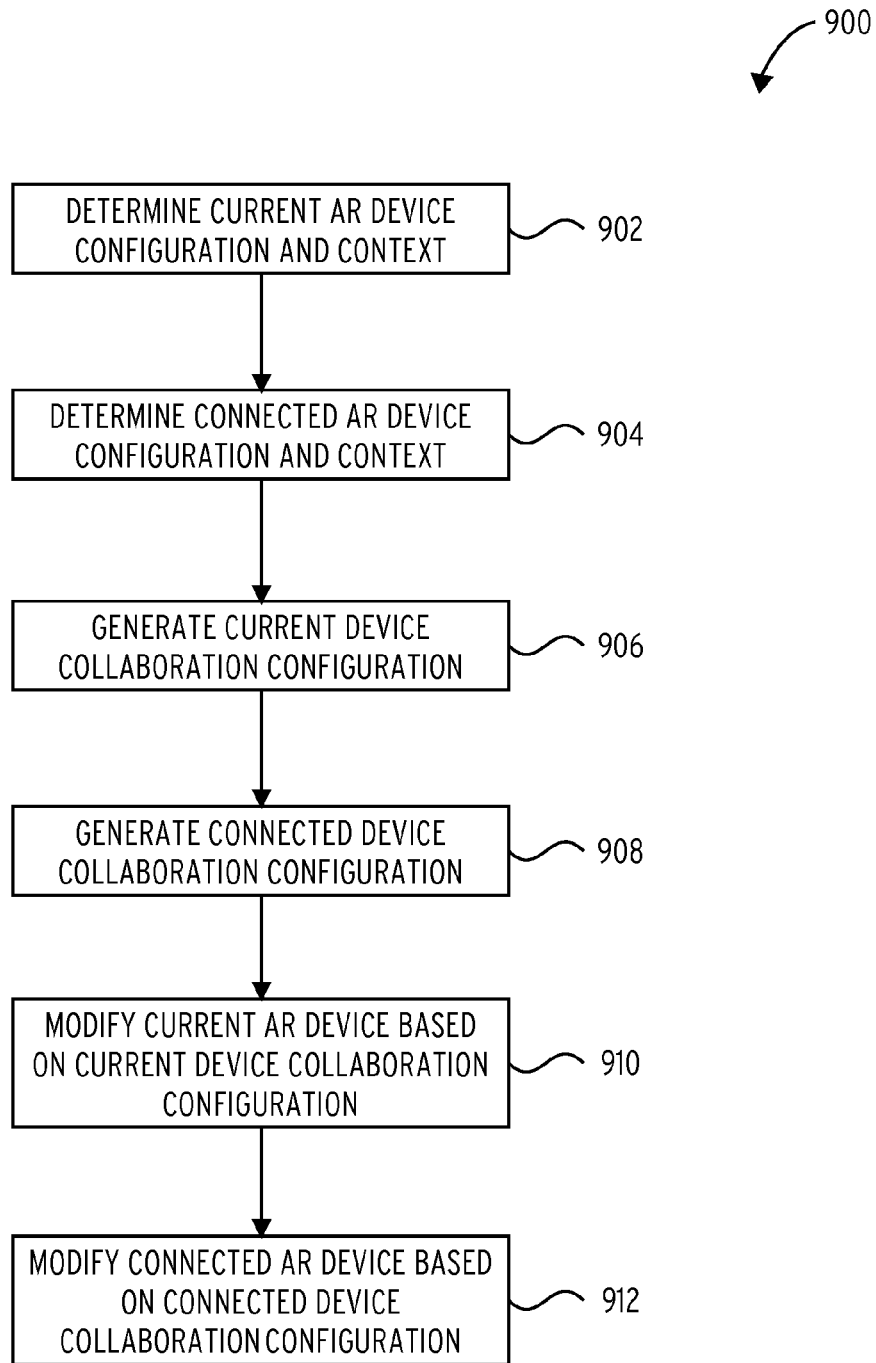 900
DETERMINE CURRENT AR DEVICE
CONFIGURATION AND CONTEXT
902
DETERMINE CONNECTED AR DEVICE
CONFIGURATION AND CONTEXT
904
GENERATE CURRENT DEVICE
COLLABORATION CONFIGURATION
906
GENERATE CONNECTED DEVICE
COLLABORATION CONFIGURATION
908
MODIFY CURRENT AR DEVICE BASED
ON CURRENT DEVICE COLLABORATION
CONFIGURATION
910
MODIFY CONNECTED AR DEVICE BASED
ON CONNECTED DEVICE
COLLABORATION CONFIGURATION
912